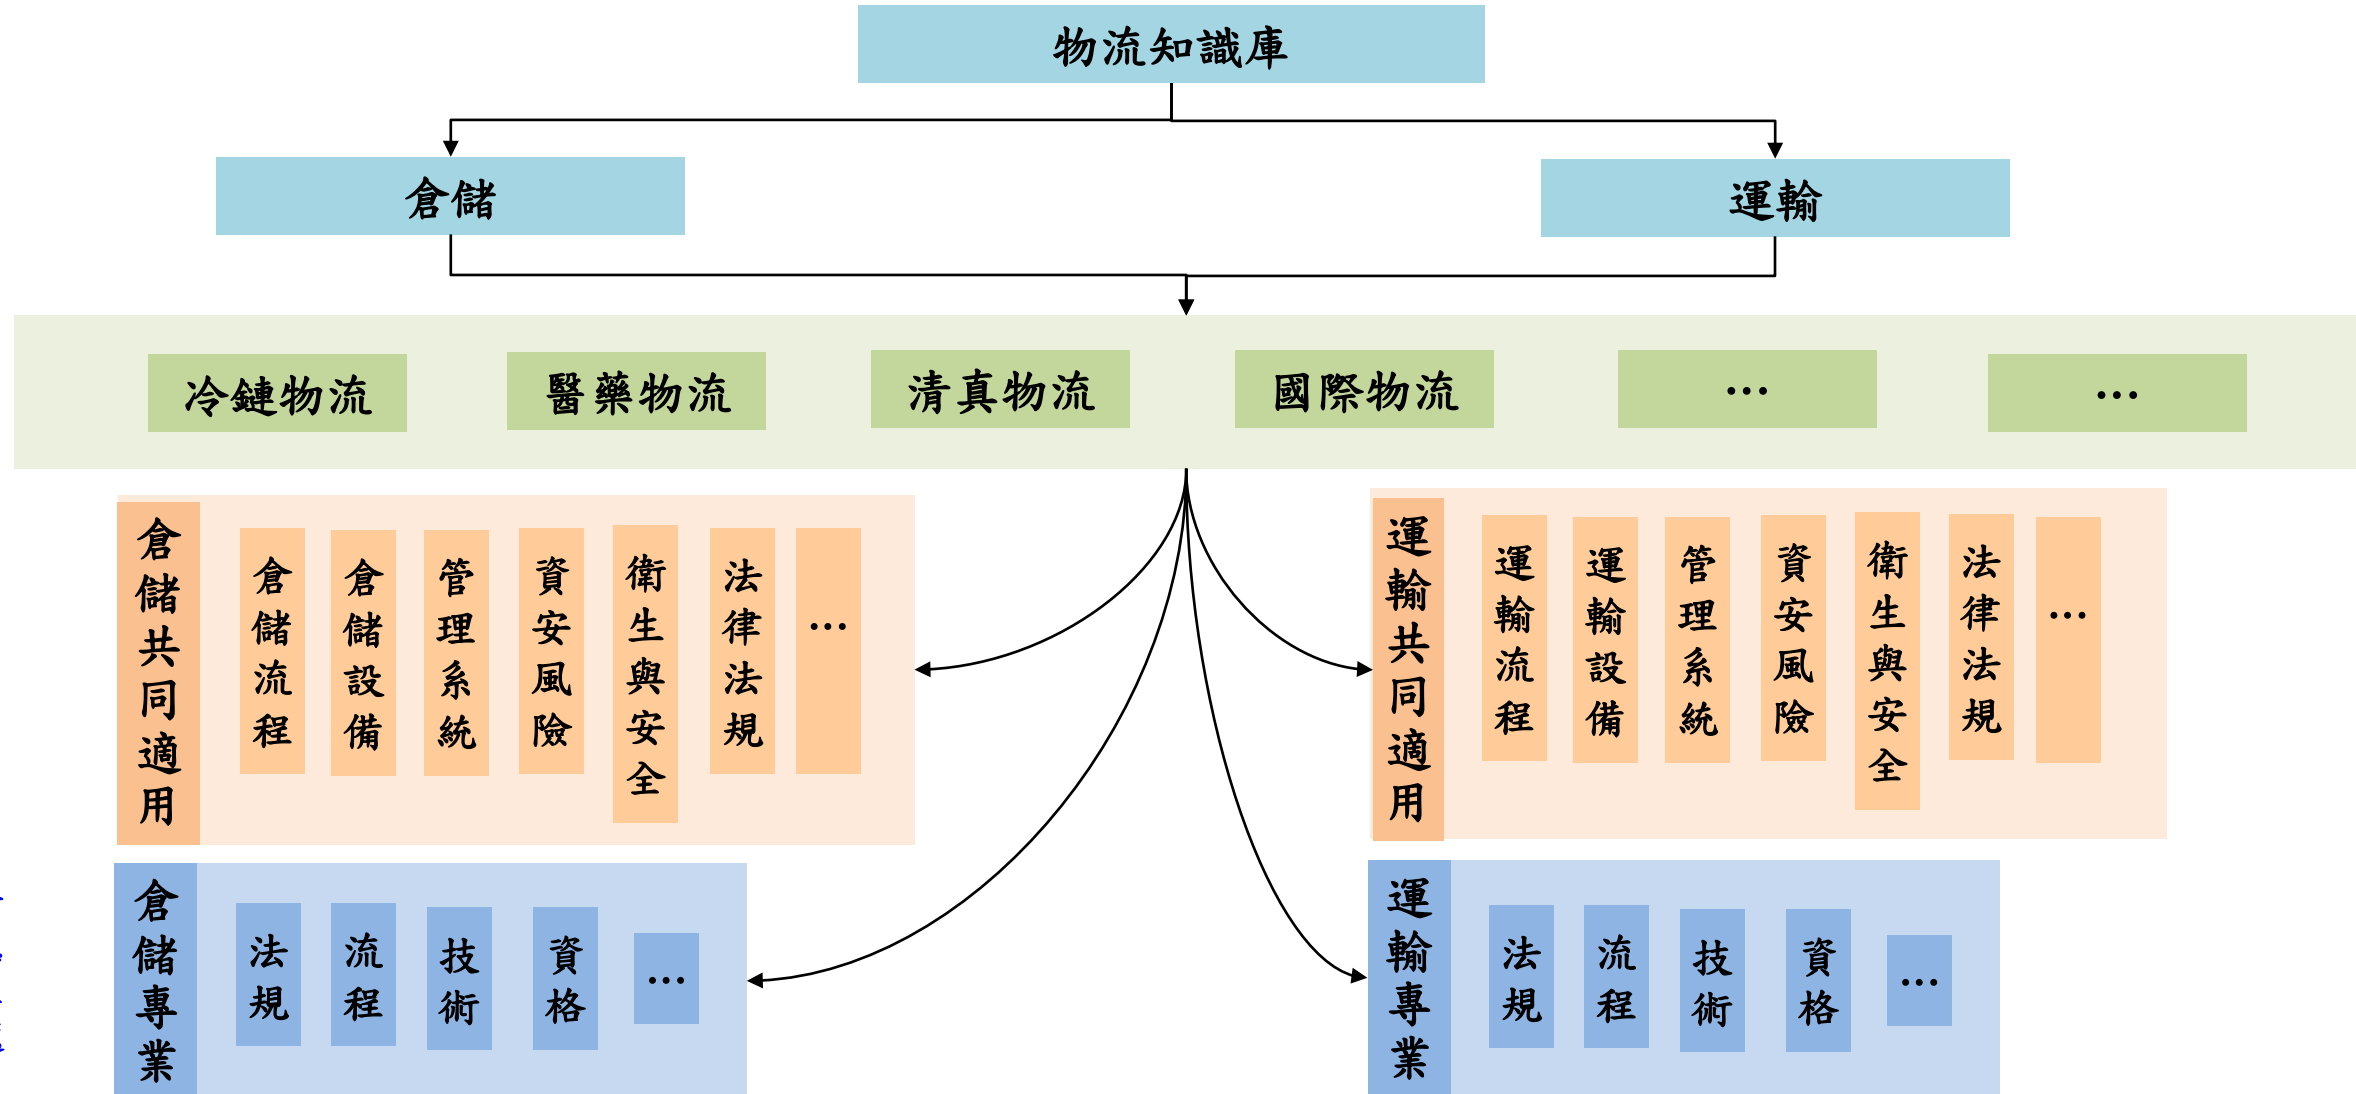 物流知識庫
倉儲
運輸
冷鏈物流
醫藥物流
清真物流
國際物流
...
...
倉儲共同適用
倉儲流程
倉儲設備
管理系統
資安風險
衛生與安全
法律法規
...
運輸共同適用
運輸流程
運輸設備
管理系統
資安風險
衛生與安全
法律法規
...
倉儲專業
法規
流程
技術
資格
...
運輸專業
法規
流程
技術
資格
...